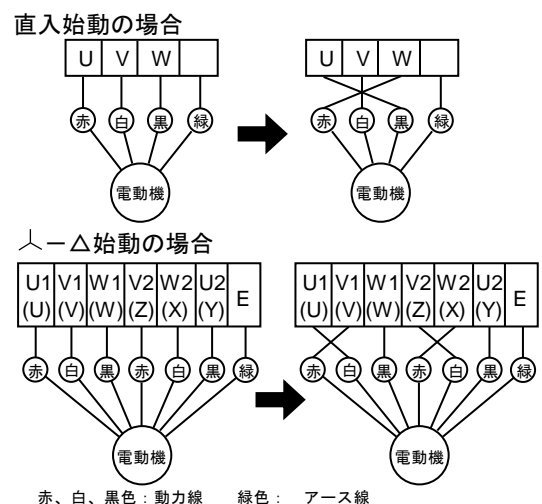 直入始動の場合
U V W
U V W
赤 白 黒 緑
赤 白 黒 緑
電動機
電動機
人ー△始動の場合
U1 V1 W1 V2 W2 U2 E
(U) (V) (W) (Z) (X) (Y)
U1 V1 W1 V2 W2 U2 E
(U) (V) (W) (Z) (X) (Y)
赤 白 黒 赤 白 黒 緑
赤 白 黒 赤 白 黒 緑
電動機
電動機
赤、白、黒色:動力線 緑色: アース線